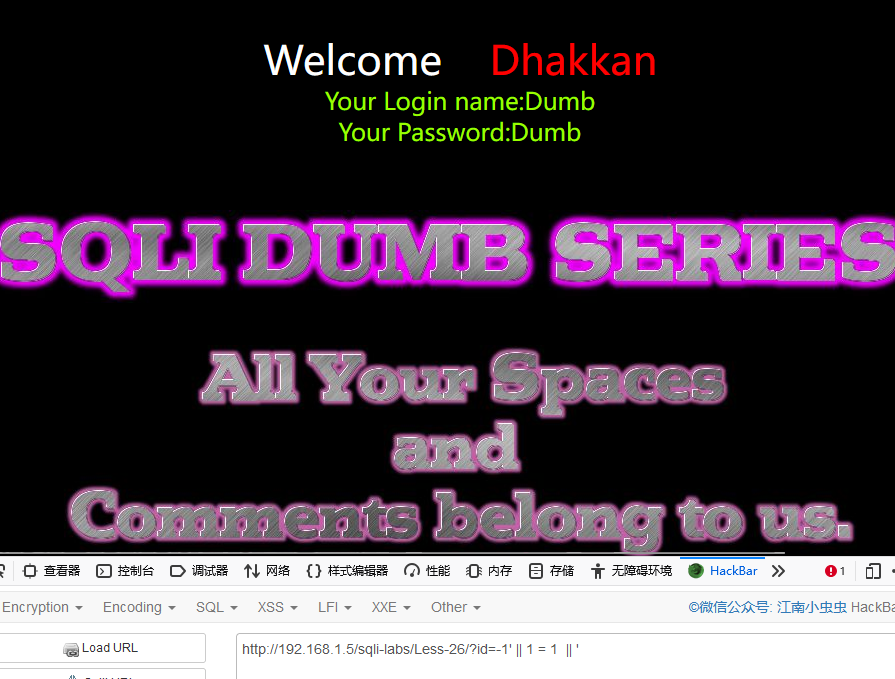 Welcome Dhakkan
Your Login name:Dumb
Your Password:Dumb
SQLI DUMB SERIES
All Your Spaces
and
Comments belong to us.
查看器 控制台 调试器 网络 样式编辑器 性能 内存 存储 无障碍环境 HackBar 1
Encryption Encoding SQL XSS LFI XXE Other ©微信公众号: 江南小虫虫 HackBa
Load URL http://192.168.1.5/sqli-labs/Less-26/?id=-1' || 1 = 1 || '